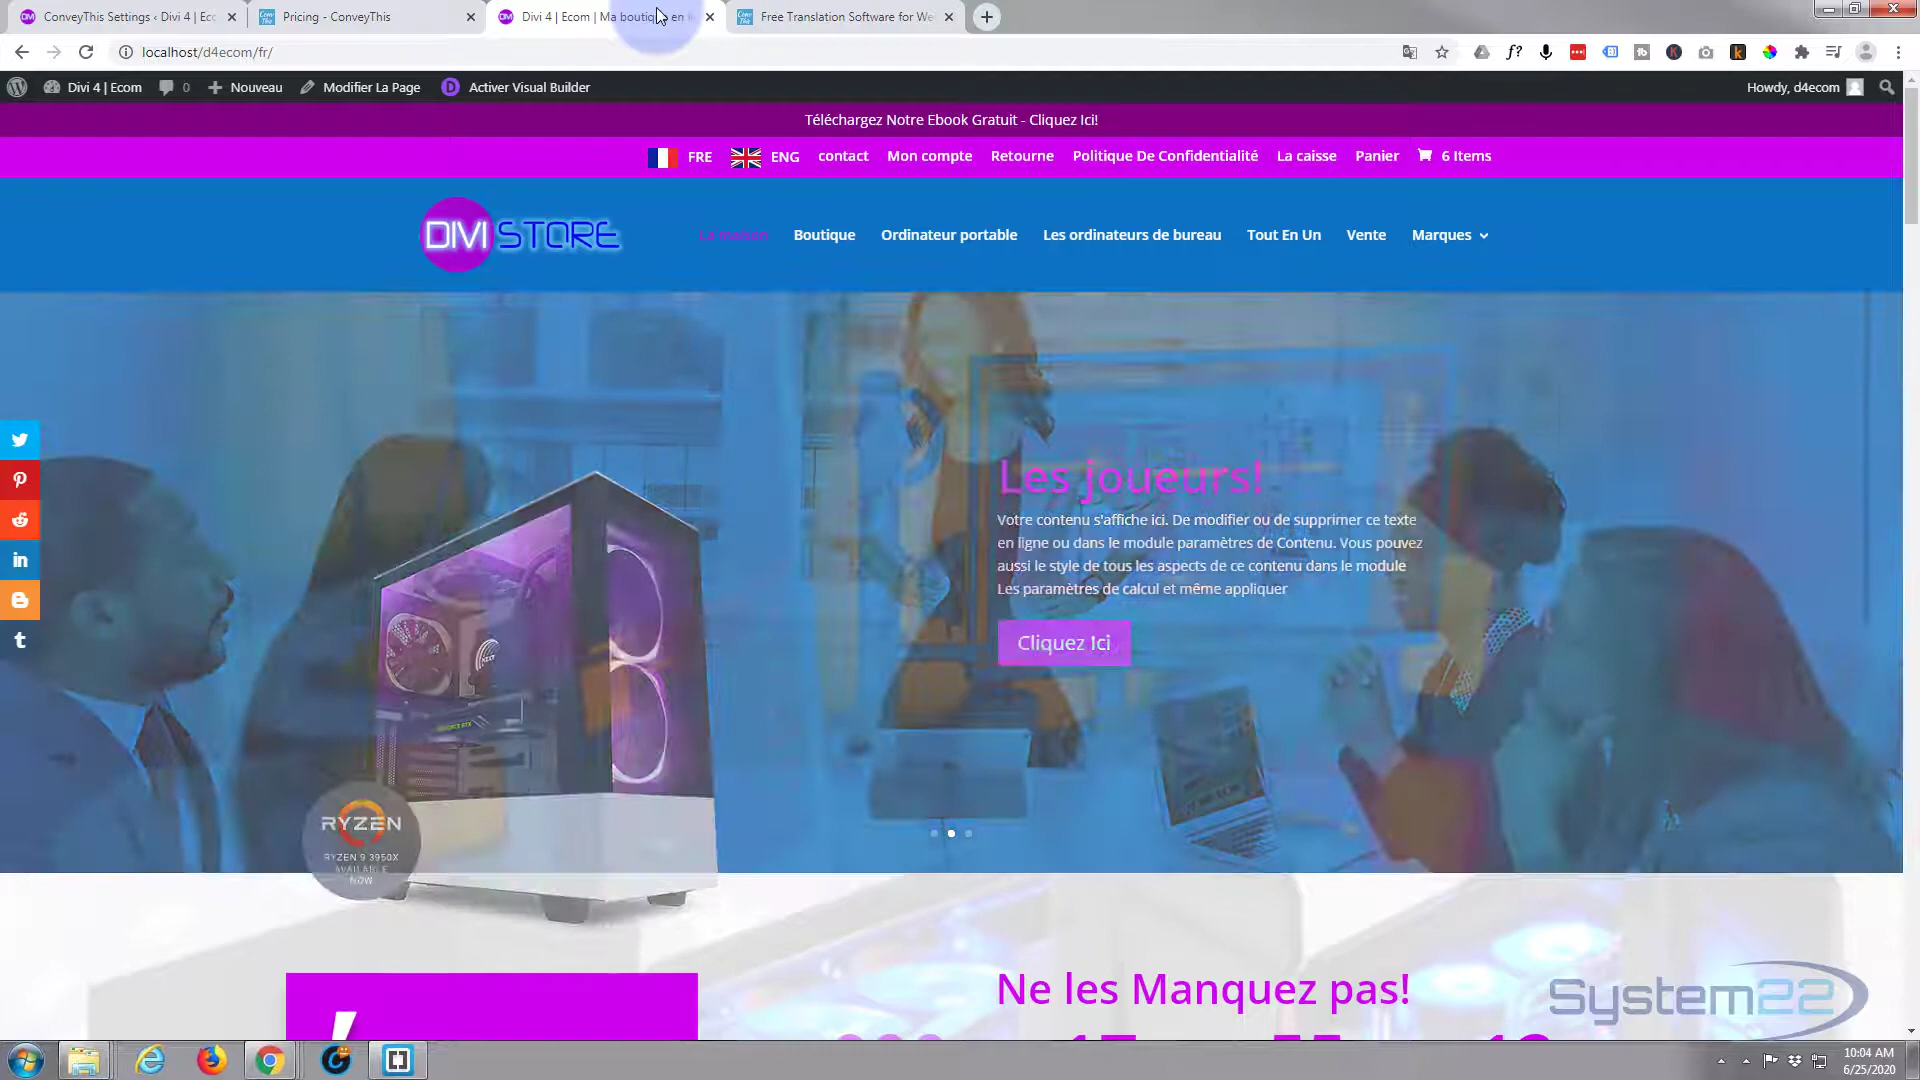 ConveyThis Settings ‹ Divi 4 | Ec
Pricing - ConveyThis
Divi 4 | Ecom | Ma boutique en
Free Translation Software for We
localhost/d4ecom/fr/
Divi 4 | Ecom
0
Nouveau
Modifier La Page
Activer Visual Builder
Howdy, d4ecom
Téléchargez Notre Ebook Gratuit - Cliquez Ici!
FRE
ENG
contact
Mon compte
Retourne
Politique De Confidentialité
La caisse
Panier
6 Items
DIVI STORE
La maison
Boutique
Ordinateur portable
Les ordinateurs de bureau
Tout En Un
Vente
Marques
Les joueurs!
Votre contenu s'affiche ici. De modifier ou de supprimer ce texte
en ligne ou dans le module paramètres de Contenu. Vous pouvez
aussi le style de tous les aspects de ce contenu dans le module
Les paramètres de calcul et même appliquer
Cliquez Ici
RYZEN
RYZEN 9 3950X
AVAILABLE
NOW
Ne les Manquez pas!
System22
10:04 AM
6/25/2020